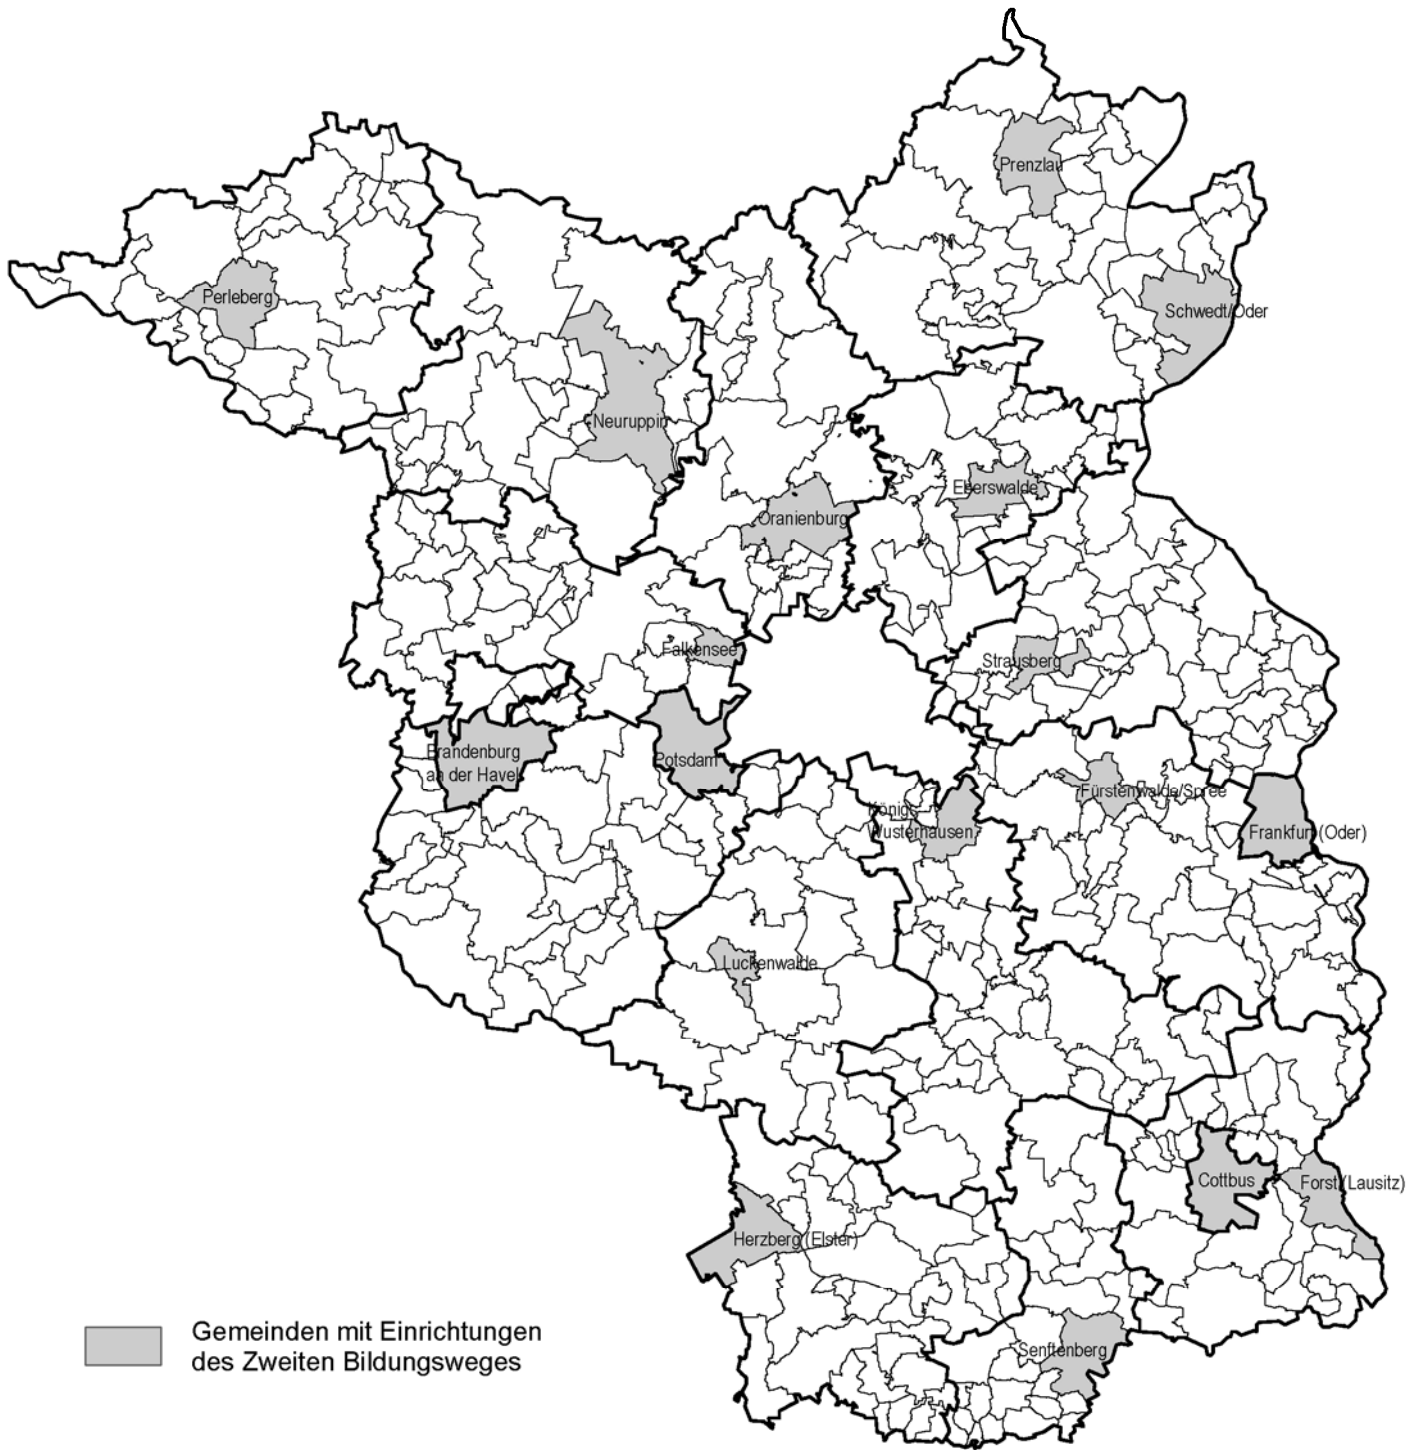 Prenzlau
Perleberg
Schwedt/Oder
Neuruppin
Eberswalde
Oranienburg
Falkensee
Strausberg
Brandenburg
an der Havel
Potsdam
Fürstenwalde/Spree
Königs
Wusterhausen
Frankfurt (Oder)
Luckenwalde
Cottbus
Forst (Lausitz)
Herzberg (Elster)
Senftenberg
Gemeinden mit Einrichtungen
des Zweiten Bildungsweges